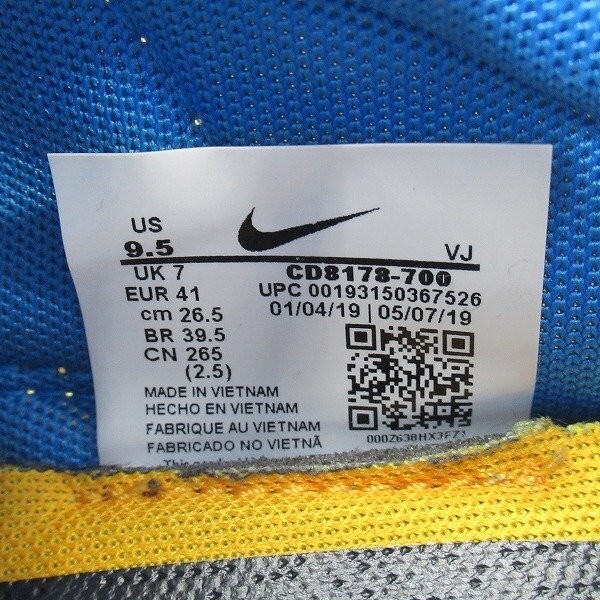 US
9.5
VJ
UK 7
CD8178-700
EUR 41
UPC 00193150367526
cm 26.5
01/04/19 | 05/07/19
BR 39.5
CN 265
(2.5)
MADE IN VIETNAM
HECHO EN VIETNAM
FABRIQUE AU VIETNAM
FABRICADO NO VIETNÃ
000Z638HX3FZ1